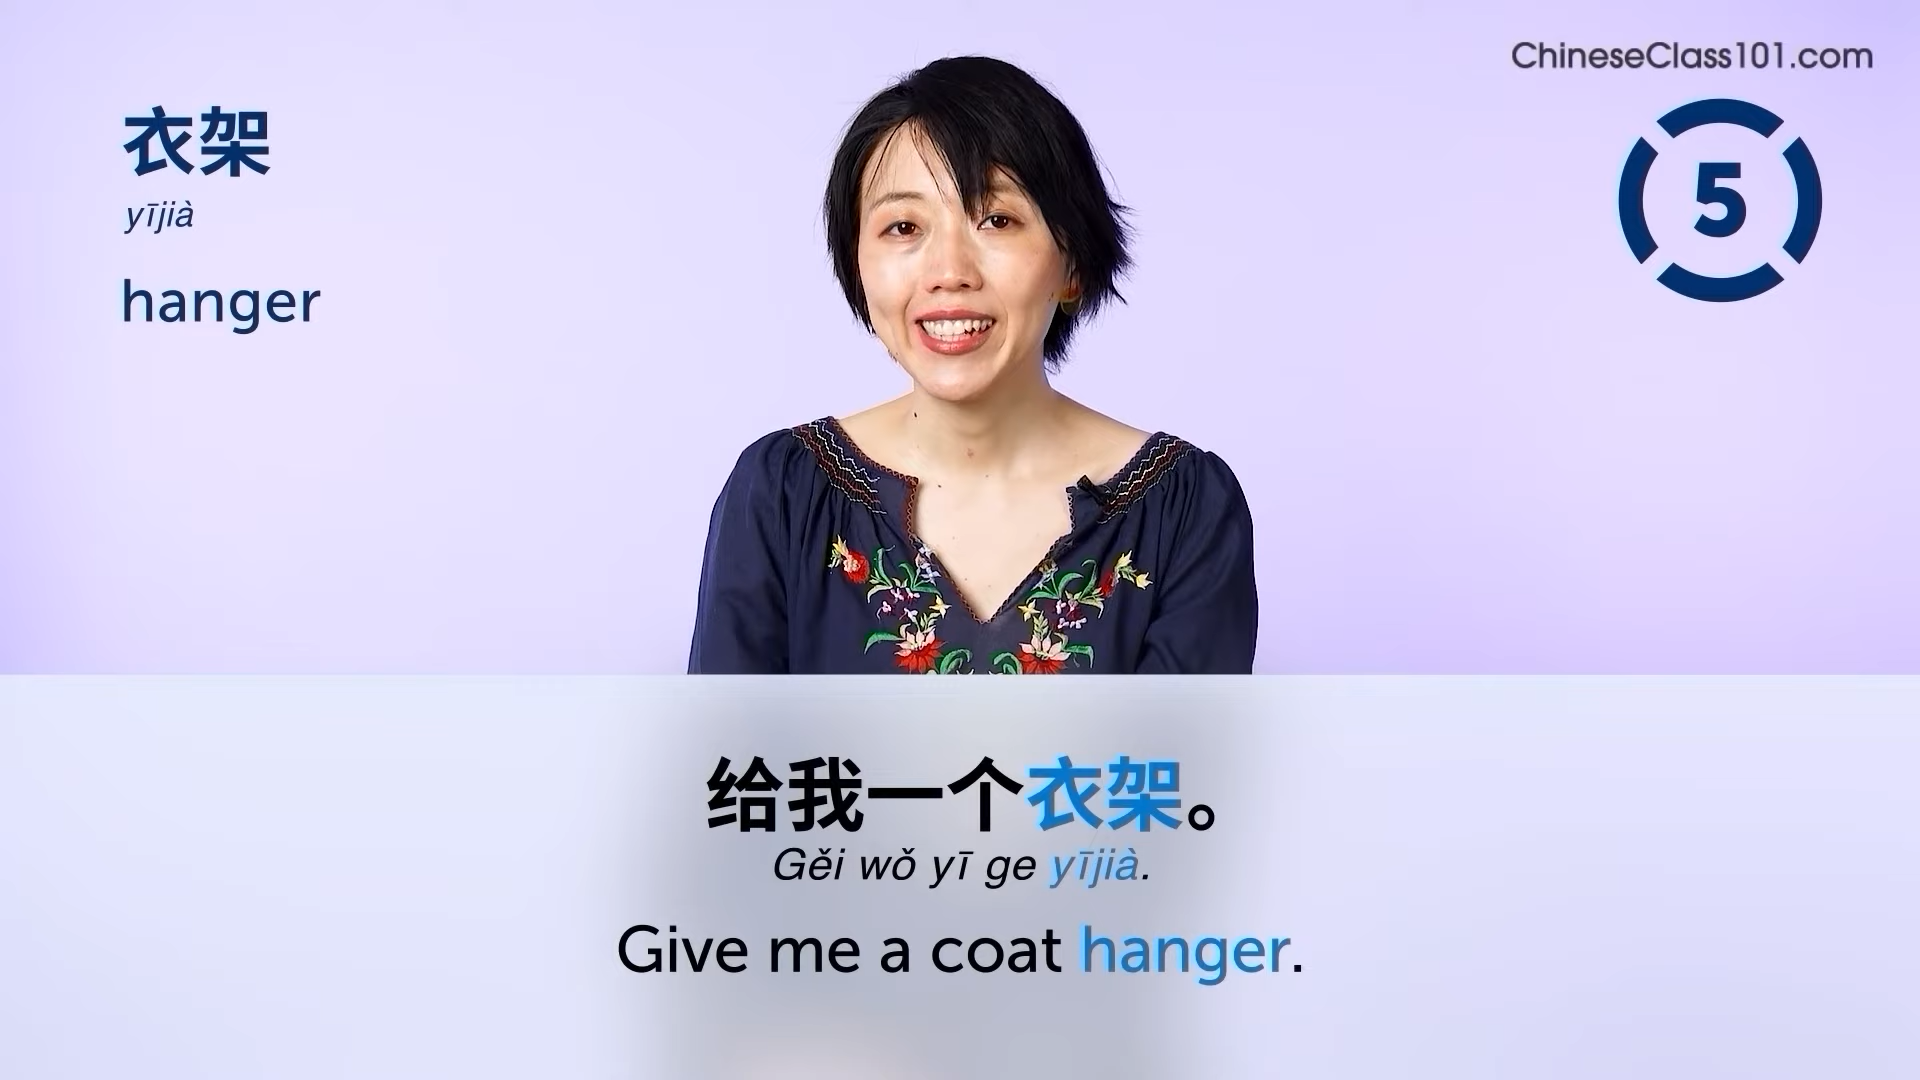 ChineseClass101.com
衣架
yījià
hanger
5
给我一个衣架。
Gěi wǒ yī ge yījià.
Give me a coat hanger.